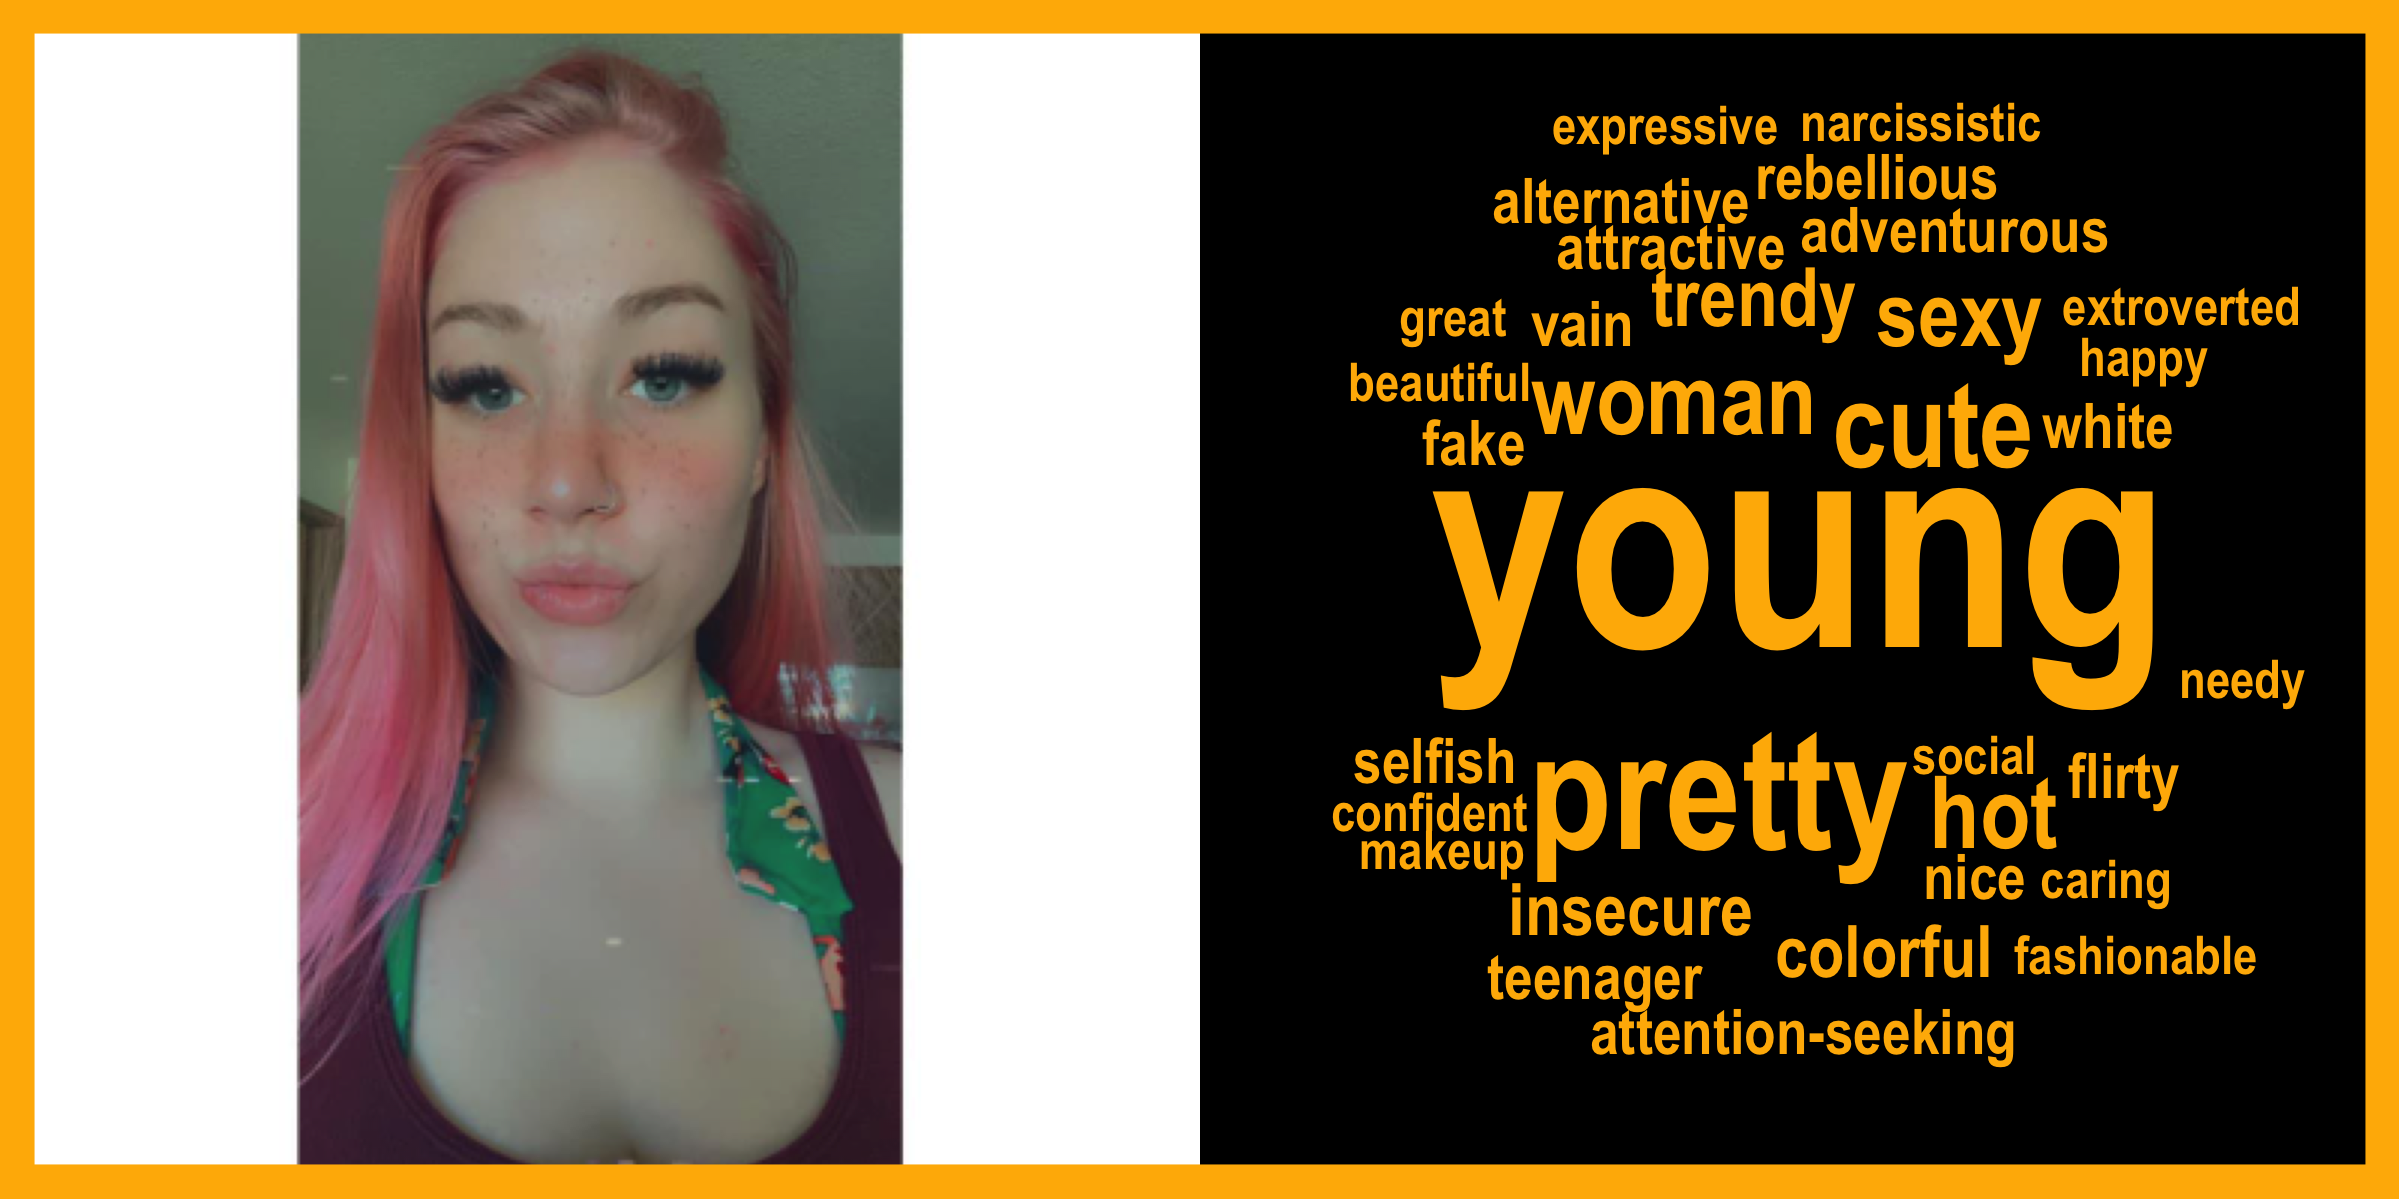 expressive narcissistic
alternative rebellious
attractive adventurous
great vain trendy sexy extroverted
happy
beautiful woman cute white
fake
young
needy
selfish pretty social flirty
confident hot
makeup
nice caring
insecure
colorful fashionable
teenager
attention-seeking